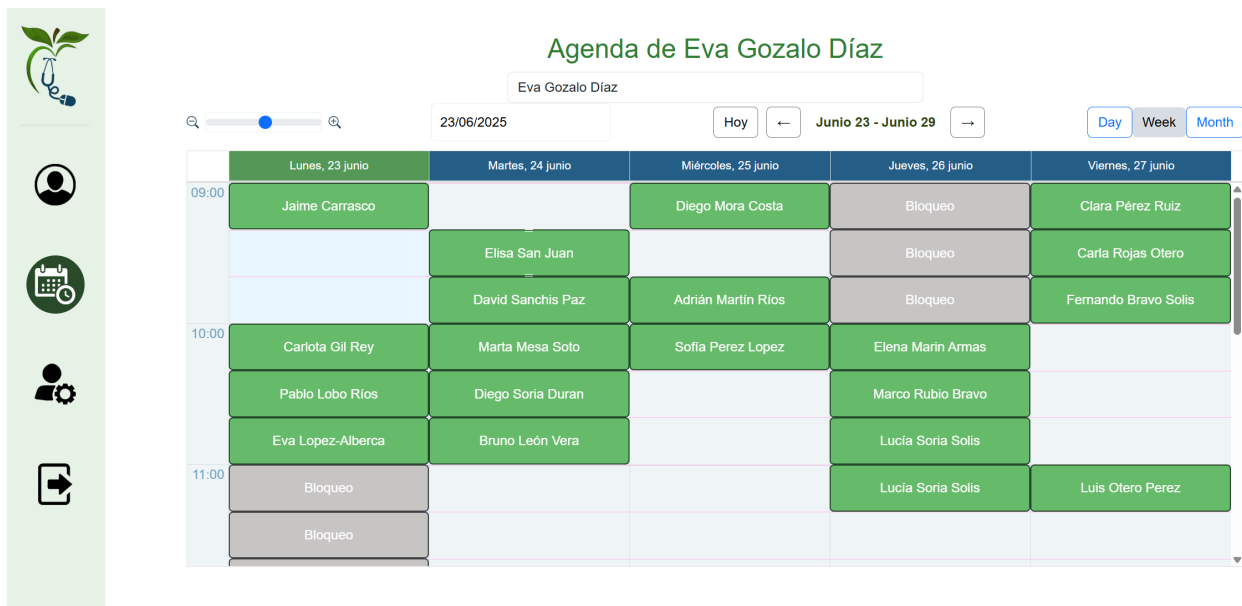 Agenda de Eva Gozalo Díaz
Eva Gozalo Díaz
23/06/2025
Hoy ← Junio 23 - Junio 29 → Day Week Month
Lunes, 23 junio Martes, 24 junio Miércoles, 25 junio Jueves, 26 junio Viernes, 27 junio
09:00 Jaime Carrasco Diego Mora Costa Bloqueo Clara Pérez Ruiz
Elisa San Juan Bloqueo Carla Rojas Otero
David Sanchis Paz Adrián Martín Ríos Bloqueo Fernando Bravo Solis
10:00 Carlota Gil Rey Marta Mesa Soto Sofía Perez Lopez Elena Marin Armas
Pablo Lobo Ríos Diego Soria Duran Marco Rubio Bravo
Eva Lopez-Alberca Bruno León Vera Lucía Soria Solis
11:00 Bloqueo Lucía Soria Solis Luis Otero Perez
Bloqueo